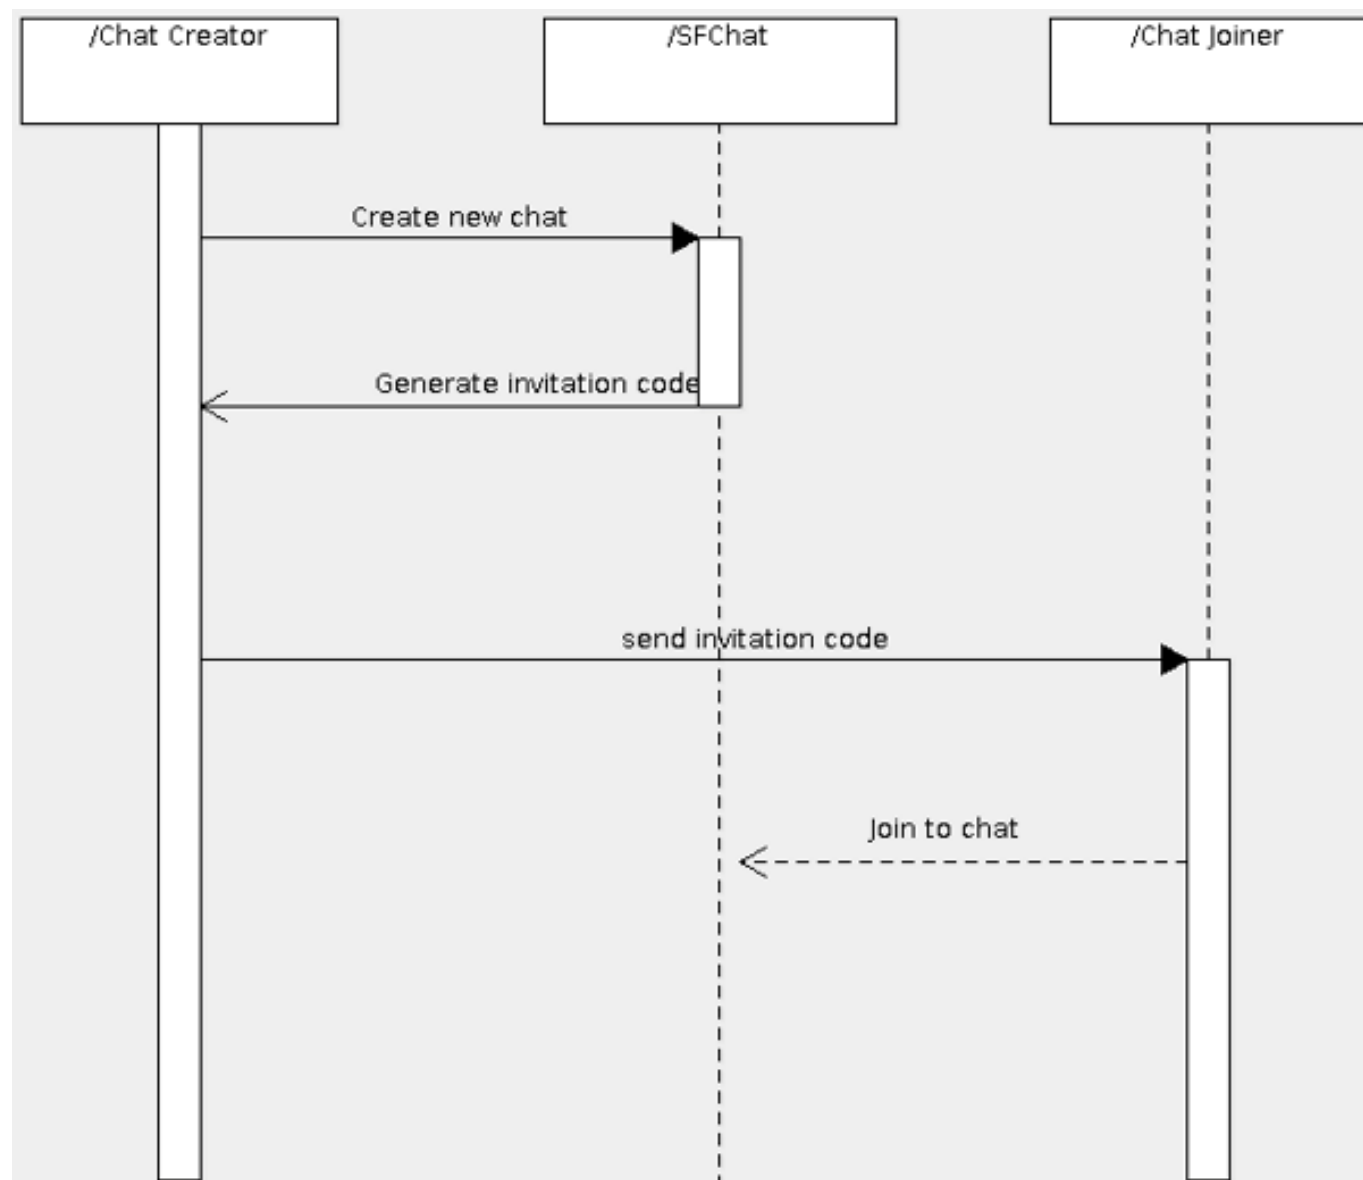 /Chat Creator
/SFChat
/Chat Joiner
Create new chat
Generate invitation code
send invitation code
Join to chat